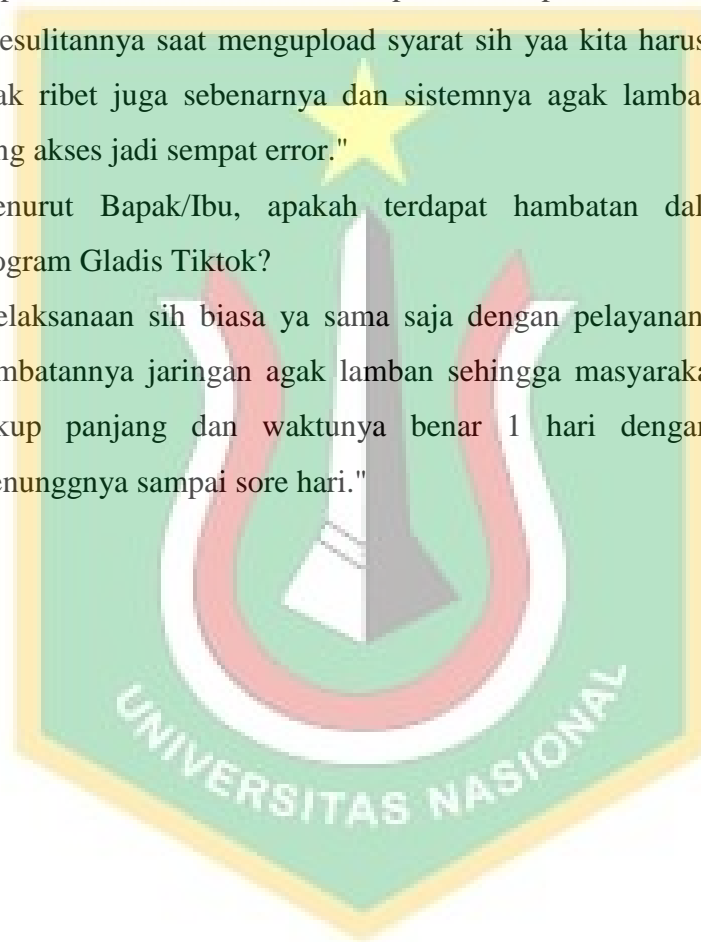 esulitannya saat mengupload syarat sih yaa kita harus
ak ribet juga sebenarnya dan sistemnya agak lamba
ng akses jadi sempat error."
enurut Bapak/Ibu, apakah terdapat hambatan dal
ogram Gladis Tiktok?
elaksanaan sih biasa ya sama saja dengan pelayanan
mbatannya jaringan agak lamban sehingga masyaraka
kup panjang dan waktunya benar 1 hari dengan
enunggnya sampai sore hari."
UNIVERSITAS NASIONAL